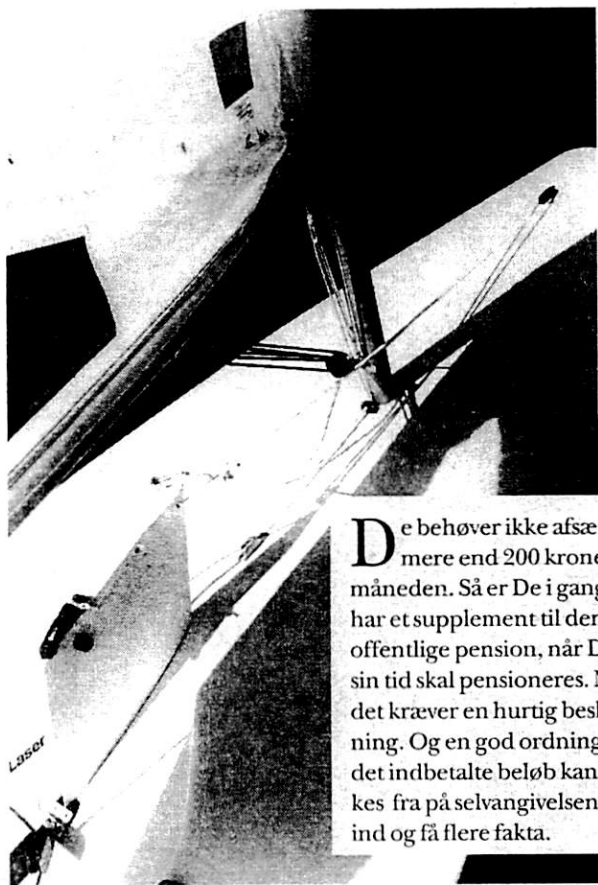 Laser
De behøver ikke afsæ
mere end 200 krone
måneden. Så er De i gang
har et supplement til den
offentlige pension, når D
sin tid skal pensioneres. M
det kræver en hurtig besl
ning. Og en god ordning
det indbetalte beløb kan
kes fra på selvangivelsen
ind og få flere fakta.